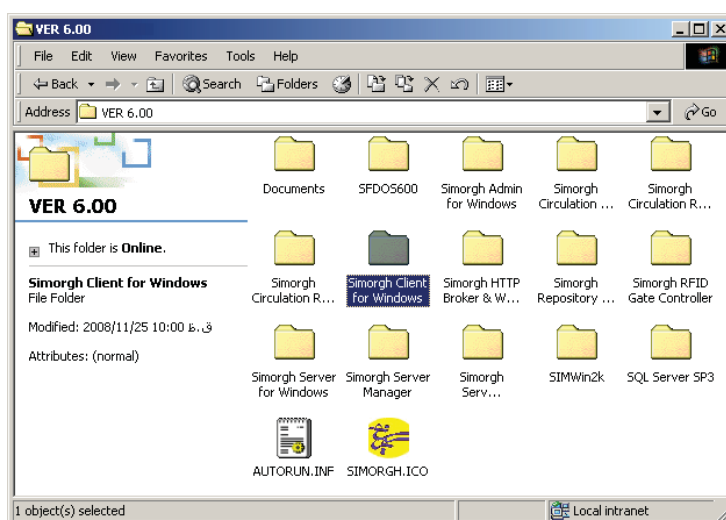 VER 6.00
File Edit View Favorites Tools Help
Back Search Folders
Address VER 6.00 Go
VER 6.00
This folder is Online.
Simorgh Client for Windows
File Folder
Modified: 2008/11/25 10:00 ق.ظ
Attributes: (normal)
Documents
SFDOS600
Simorgh Admin
for Windows
Simorgh
Circulation ...
Simorgh
Circulation R...
Simorgh
Circulation R...
Simorgh Client
for Windows
Simorgh HTTP
Broker & W...
Simorgh
Repository ...
Simorgh RFID
Gate Controller
Simorgh Server
for Windows
Simorgh Server
Manager
Simorgh
Serv...
SIMWin2k
SQL Server SP3
AUTORUN.INF
SIMORGH.ICO
1 object(s) selected
Local intranet